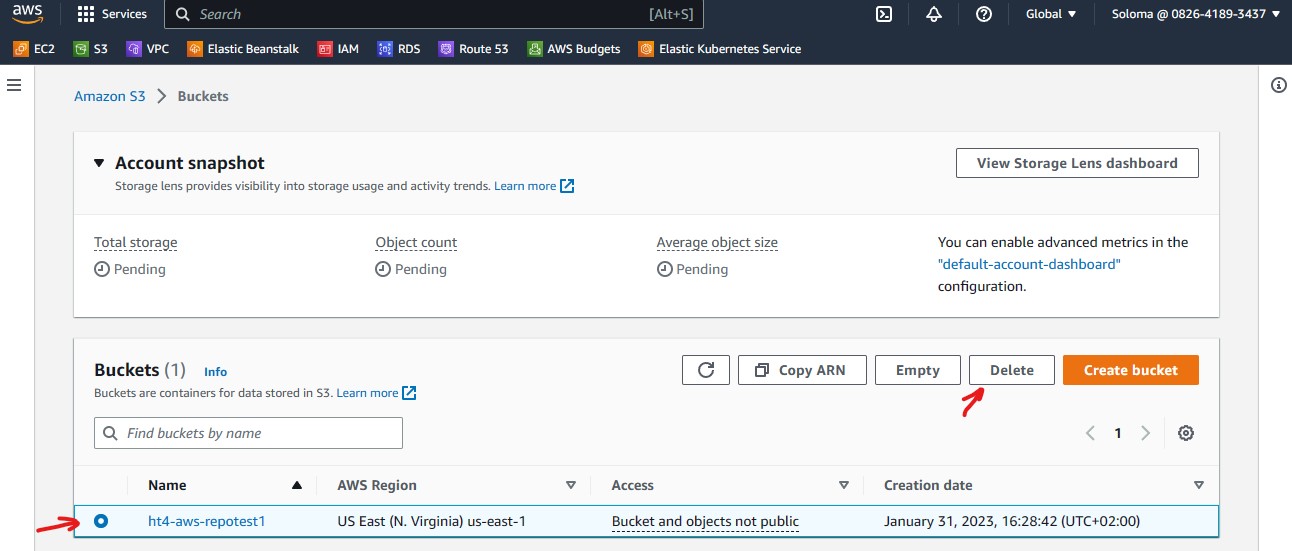 aws Services Search [Alt+S] Global Soloma @ 0826-4189-3437
EC2 S3 VPC Elastic Beanstalk IAM RDS Route 53 AWS Budgets Elastic Kubernetes Service
Amazon S3 > Buckets
Account snapshot View Storage Lens dashboard
Storage lens provides visibility into storage usage and activity trends. Learn more
Total storage Object count Average object size You can enable advanced metrics in the
Pending Pending Pending "default-account-dashboard"
configuration.
Buckets (1) Info Copy ARN Empty Delete Create bucket
Buckets are containers for data stored in S3. Learn more
Find buckets by name 1
Name AWS Region Access Creation date
ht4-aws-repotest1 US East (N. Virginia) us-east-1 Bucket and objects not public January 31, 2023, 16:28:42 (UTC+02:00)